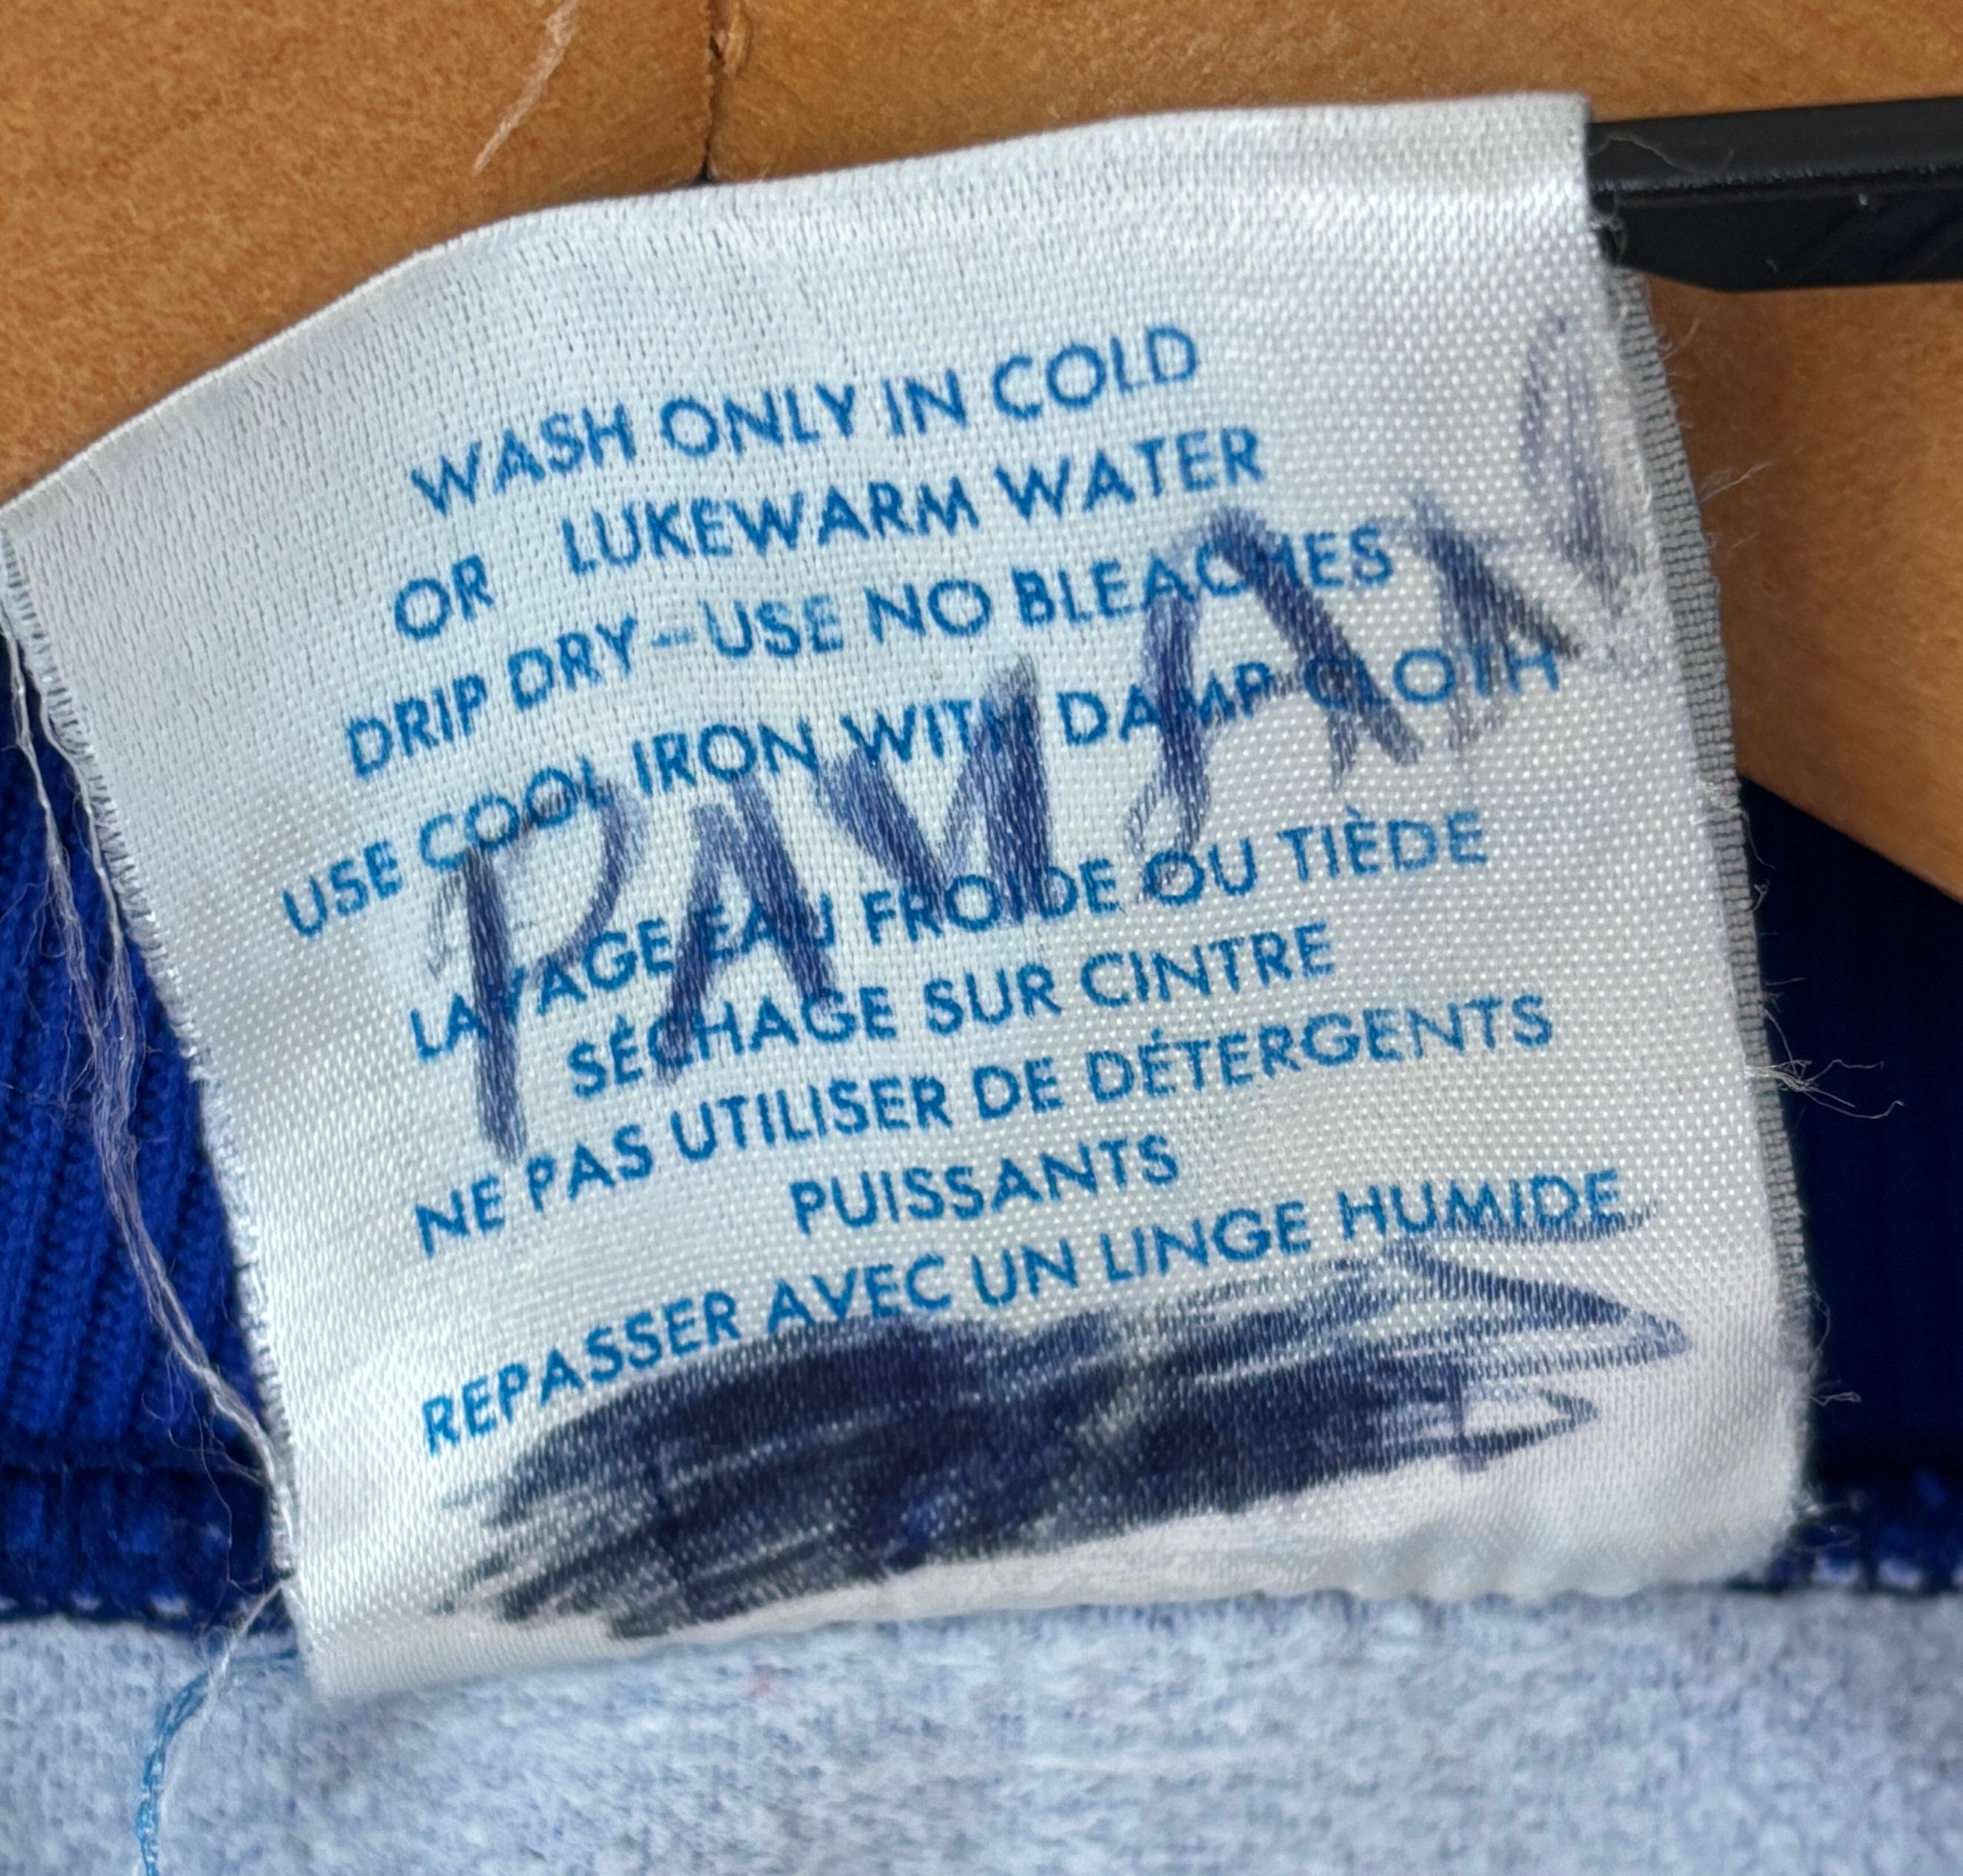 WASH ONLY IN COLD
OR LUKEWARM WATER
DRIP DRY-USE NO BLEACHES
USE COOL IRON WITH DAMP CLOTH
LAVAGE EAU FROIDE OU TIÈDE
SÉCHAGE SUR CINTRE
NE PAS UTILISER DE DÉTERGENTS
PUISSANTS
REPASSER AVEC UN LINGE HUMIDE